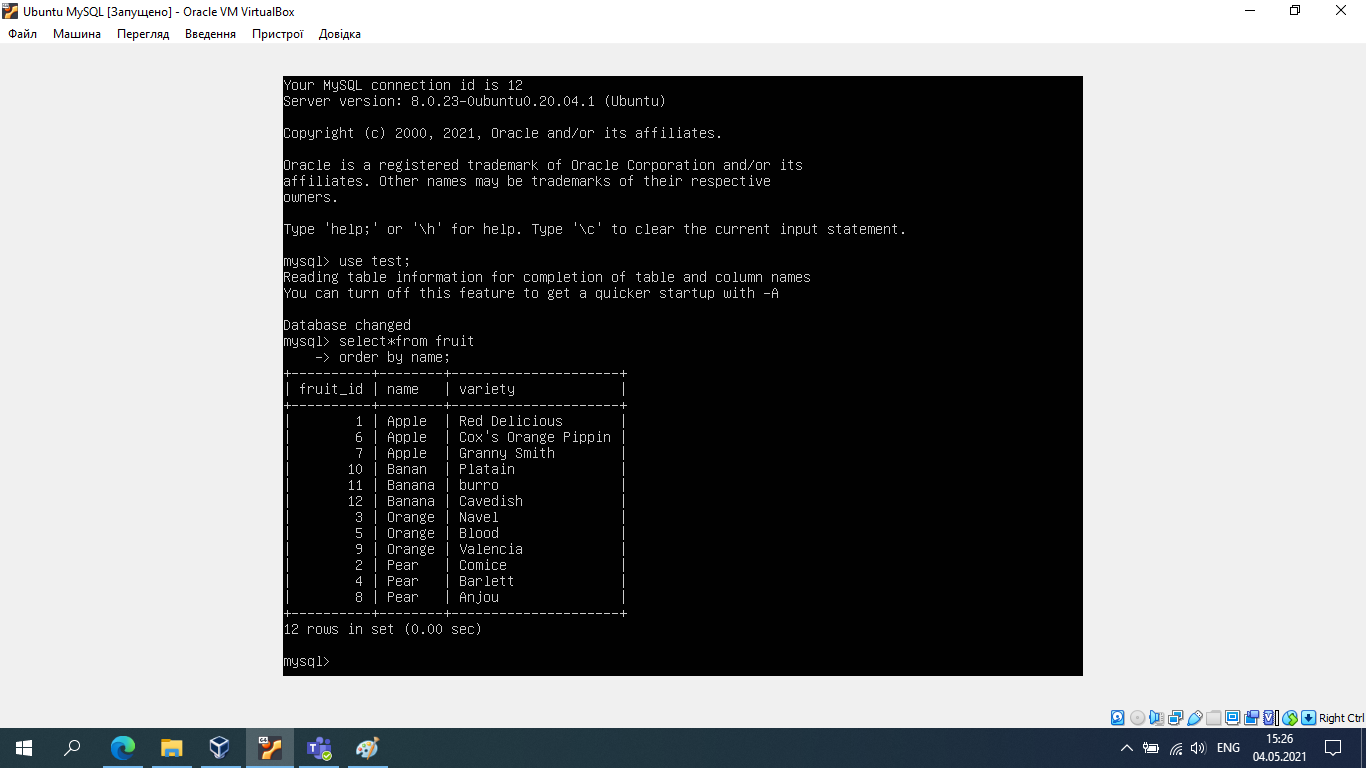 Ubuntu MySQL [Запущено] - Oracle VM VirtualBox
Файл Машина Перегляд Введення Пристрої Довідка
Your MySQL connection id is 12
Server version: 8.0.23-0ubuntu0.20.04.1 (Ubuntu)
Copyright (c) 2000, 2021, Oracle and/or its affiliates.
Oracle is a registered trademark of Oracle Corporation and/or its
affiliates. Other names may be trademarks of their respective
owners.
Type 'help;' or '\h' for help. Type '\c' to clear the current input statement.
mysql> use test;
Reading table information for completion of table and column names
You can turn off this feature to get a quicker startup with -A
Database changed
mysql> select*from fruit
    -> order by name;
+----------+--------+---------------------+
| fruit_id | name   | variety             |
+----------+--------+---------------------+
|        1 | Apple  | Red Delicious       |
|        6 | Apple  | Cox's Orange Pippin |
|        7 | Apple  | Granny Smith        |
|       10 | Banan  | Platain             |
|       11 | Banana | burro               |
|       12 | Banana | Cavedish            |
|        3 | Orange | Navel               |
|        5 | Orange | Blood               |
|        9 | Orange | Valencia            |
|        2 | Pear   | Comice              |
|        4 | Pear   | Barlett             |
|        8 | Pear   | Anjou               |
+----------+--------+---------------------+
12 rows in set (0.00 sec)
mysql>
Right Ctrl
64
ENG
15:26
04.05.2021